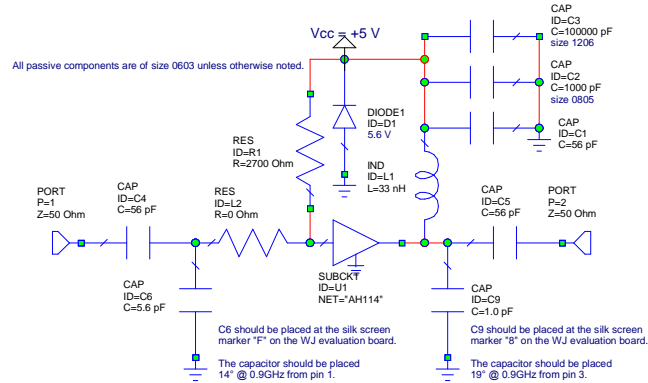 Vcc = +5 V
CAP
ID=C3
C=100000 pF
size 1206
All passive components are of size 0603 unless otherwise noted.
CAP
ID=C2
C=1000 pF
size 0805
DIODE1
ID=D1
5.6 V
CAP
ID=C1
C=56 pF
RES
ID=R1
R=2700 Ohm
IND
ID=L1
L=33 nH
PORT
P=1
Z=50 Ohm
CAP
ID=C4
C=56 pF
RES
ID=L2
R=0 Ohm
CAP
ID=C5
C=56 pF
PORT
P=2
Z=50 Ohm
SUBCKT
ID=U1
NET="AH114"
CAP
ID=C6
C=5.6 pF
CAP
ID=C9
C=1.0 pF
C6 should be placed at the silk screen
marker "F" on the WJ evaluation board.
The capacitor should be placed
14° @ 0.9GHz from pin 1.
C9 should be placed at the silk screen
marker "8" on the WJ evaluation board.
The capacitor should be placed
19° @ 0.9GHz from pin 3.